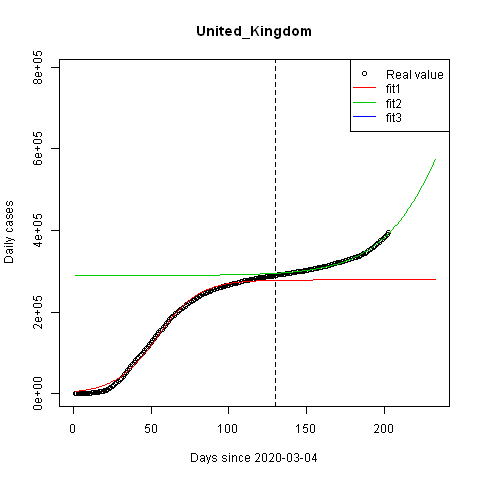 United_Kingdom
8e+05
6e+05
4e+05
2e+05
0e+00
Daily cases
Real value
fit1
fit2
fit3
0 50 100 150 200
Days since 2020-03-04